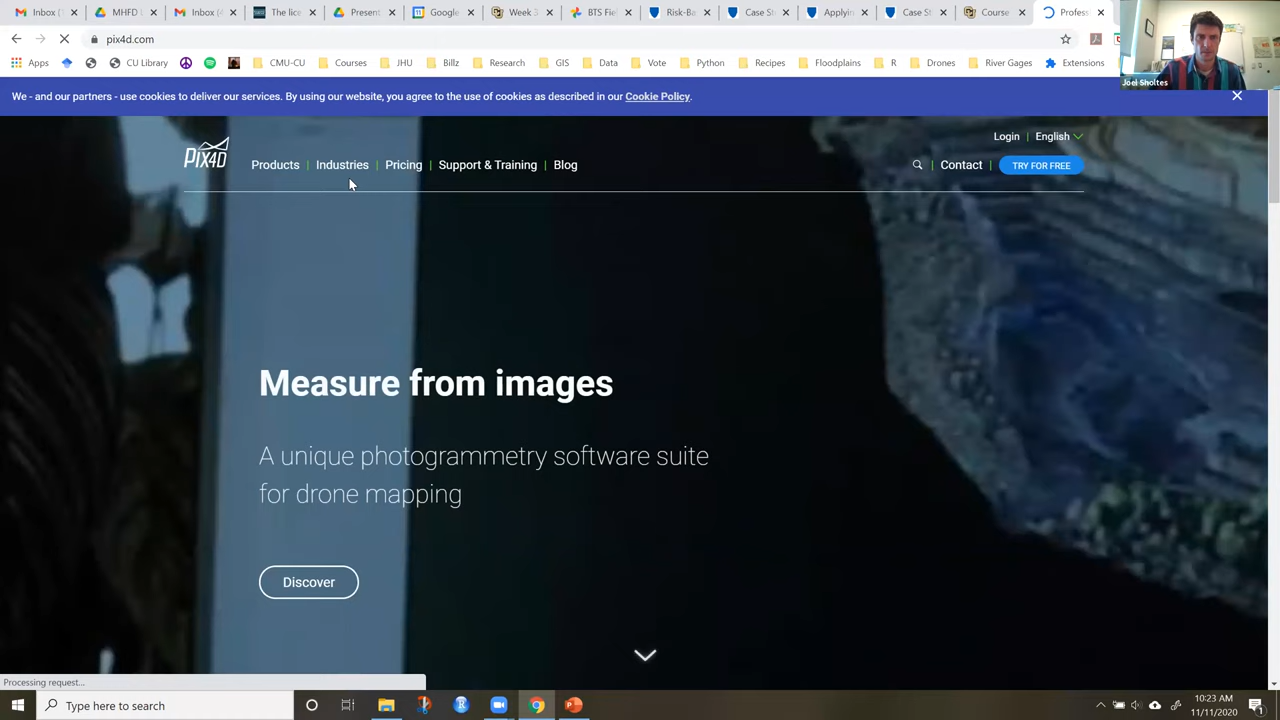 Inbox (1
MHFD I
Inbox (4
The lice
Present
Google
Week 3
BTS Fie
Risk-
Case St
Applyin
Case St
Course
Profess
pix4d.com
Apps
CU Library
CMU-CU
Courses
JHU
Billz
Research
GIS
Data
Vote
Python
Recipes
Floodplains
R
Drones
River Gages
Extensions
Joel Sholtes
We - and our partners - use cookies to deliver our services. By using our website, you agree to the use of cookies as described in our Cookie Policy.
Login | English
PIX4D
Products | Industries | Pricing | Support & Training | Blog
Contact | TRY FOR FREE
Measure from images
A unique photogrammetry software suite
for drone mapping
Discover
Processing request...
Type here to search
10:23 AM
11/11/2020